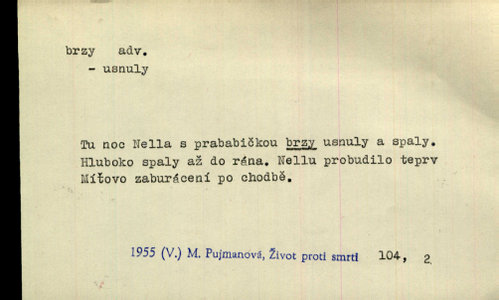 brzy adv.
- usnuly
Tu noc Nella s prababičkou brzy usnuly a spaly.
Hluboko spaly až do rána. Nellu probudilo teprv
Míťovo zaburácení po chodbě.
1955 (V.) M. Pujmanová, Život proti smrti 104, 2